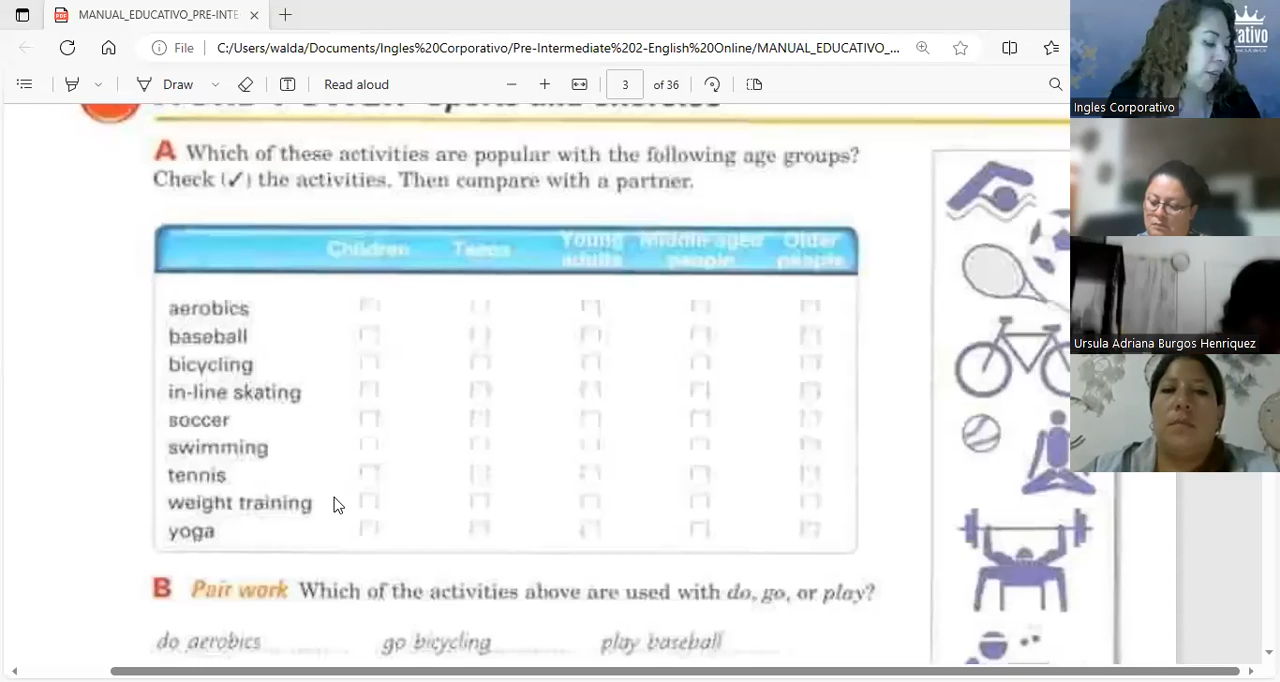 MANUAL_EDUCATIVO_PRE-INTE
File C:/Users/walda/Documents/Ingles%20Corporativo/Pre-Intermediate%202-English%20Online/MANUAL_EDUCATIVO_...
Draw Read aloud 3 of 36
ativo
Ingles Corporativo
Ursula Adriana Burgos Henriquez
Sports and exercise
A Which of these activities are popular with the following age groups?
Check (✓) the activities. Then compare with a partner.
Children Teens Young adults Middle-aged people Older people
aerobics
baseball
bicycling
in-line skating
soccer
swimming
tennis
weight training
yoga
B Pair work Which of the activities above are used with do, go, or play?
do aerobics go bicycling play baseball